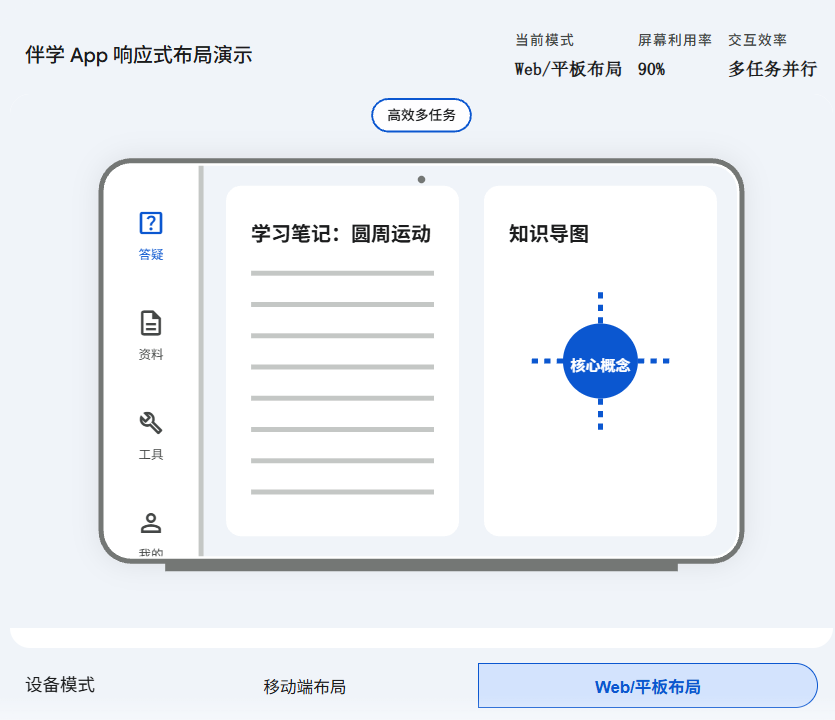 伴学 App 响应式布局演示
当前模式
Web/平板布局
屏幕利用率
90%
交互效率
多任务并行
高效多任务
答疑
资料
工具
我的
学习笔记：圆周运动
知识导图
核心概念
设备模式
移动端布局
Web/平板布局